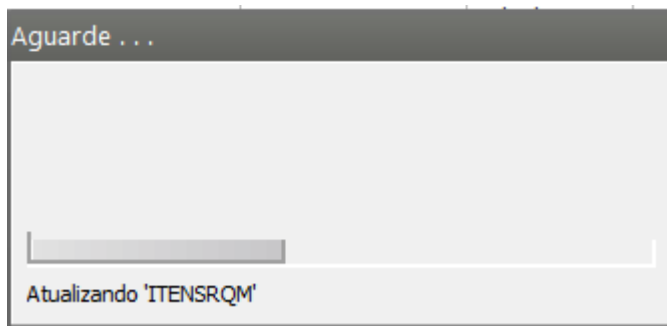 Aguarde . . .
Atualizando 'ITENSRQM'